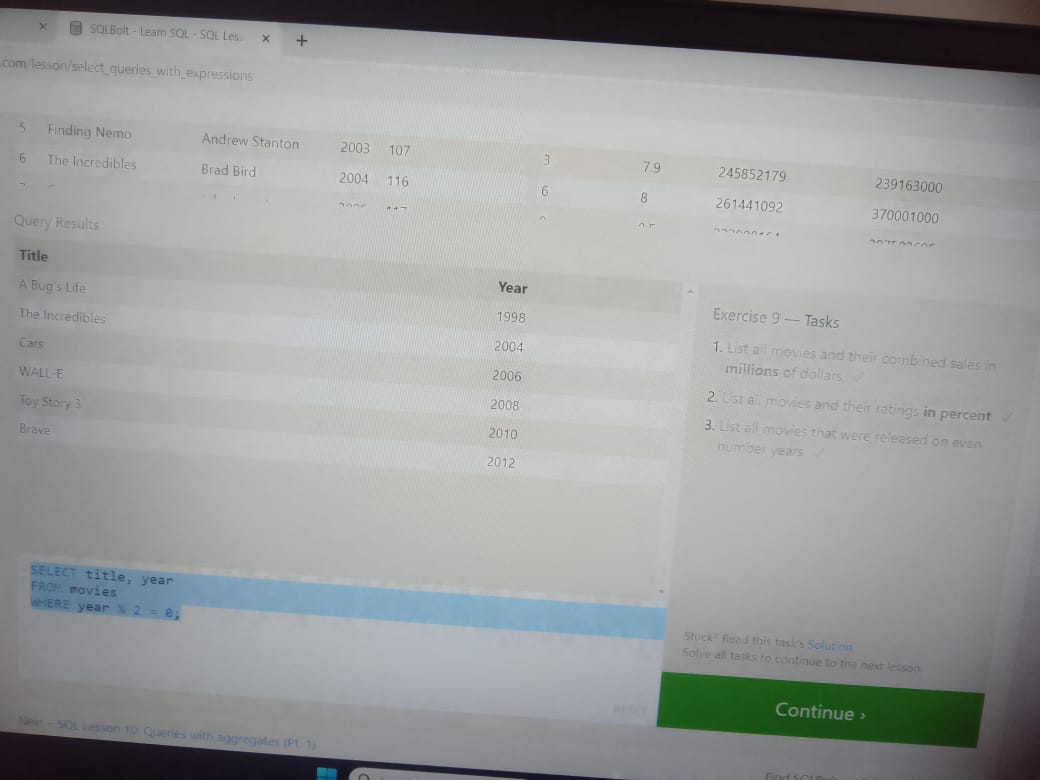 SQLBolt - Learn SQL - SQL Les
.com/lesson/select_queries_with_expressions
5 Finding Nemo Andrew Stanton 2003 107
6 The Incredibles Brad Bird 2004 116
3 7.9 245852179 239163000
6 8 261441092 370001000
Query Results
Title Year
A Bug's Life 1998
The Incredibles 2004
Cars 2006
WALL-E 2008
Toy Story 3 2010
Brave 2012
Exercise 9 — Tasks
1. List all movies and their combined sales in
millions of dollars ✓
2. List all movies and their ratings in percent ✓
3. List all movies that were released on even
number years ✓
SELECT title, year
FROM movies
WHERE year % 2 = 0;
RESET
Stuck? Read this task's Solution.
Solve all tasks to continue to the next lesson.
Continue ›
Next – SQL Lesson 10: Queries with aggregates (Pt. 1)